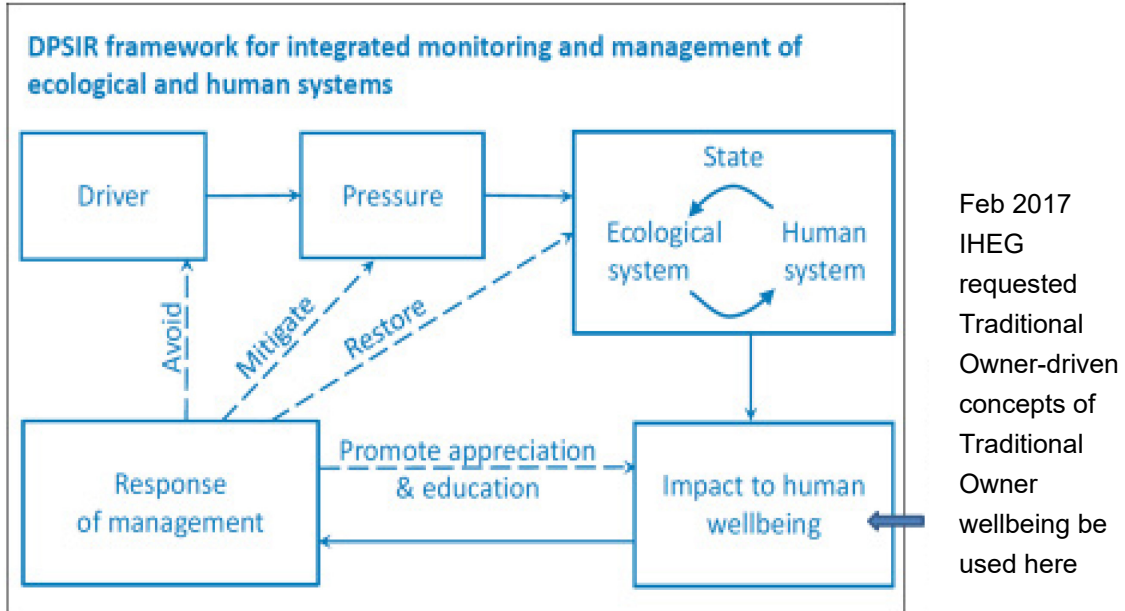 DPSIR framework for integrated monitoring and management of
ecological and human systems
Driver
Pressure
State
Ecological
system
Human
system
Avoid
Mitigate
Restore
Response
of management
Promote appreciation
& education
Impact to human
wellbeing
Feb 2017
IHEG
requested
Traditional
Owner-driven
concepts of
Traditional
Owner
wellbeing be
used here